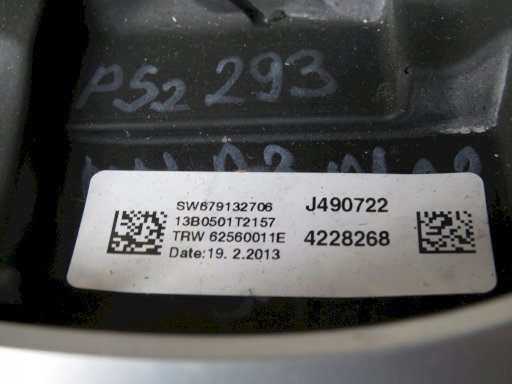 PS2 293
SW679132706
13B0501T2157
TRW 62560011E
Date:19. 2.2013
J490722
4228268